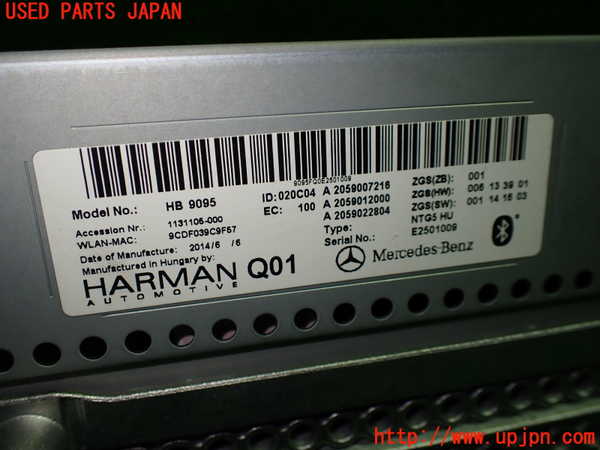 USED PARTS JAPAN
9095FQ0E2501009
Model No.: HB 9095
Accession Nr.: 1131105-000
WLAN-MAC: 9CDF039C9F57
Date of Manufacture: 2014/6 /6
Manufactured in Hungary by:
HARMAN Q01
AUTOMOTIVE
ID:020C04 A 2059007216 ZGS(ZB): 001
EC: 100 A 2059012000 ZGS(HW): 006 13 39 01
A 2059022804 ZGS(SW): 001 14 16 03
Type: NTG5 HU
Serial No.: E2501009
Mercedes-Benz
http://www.upjpn.com